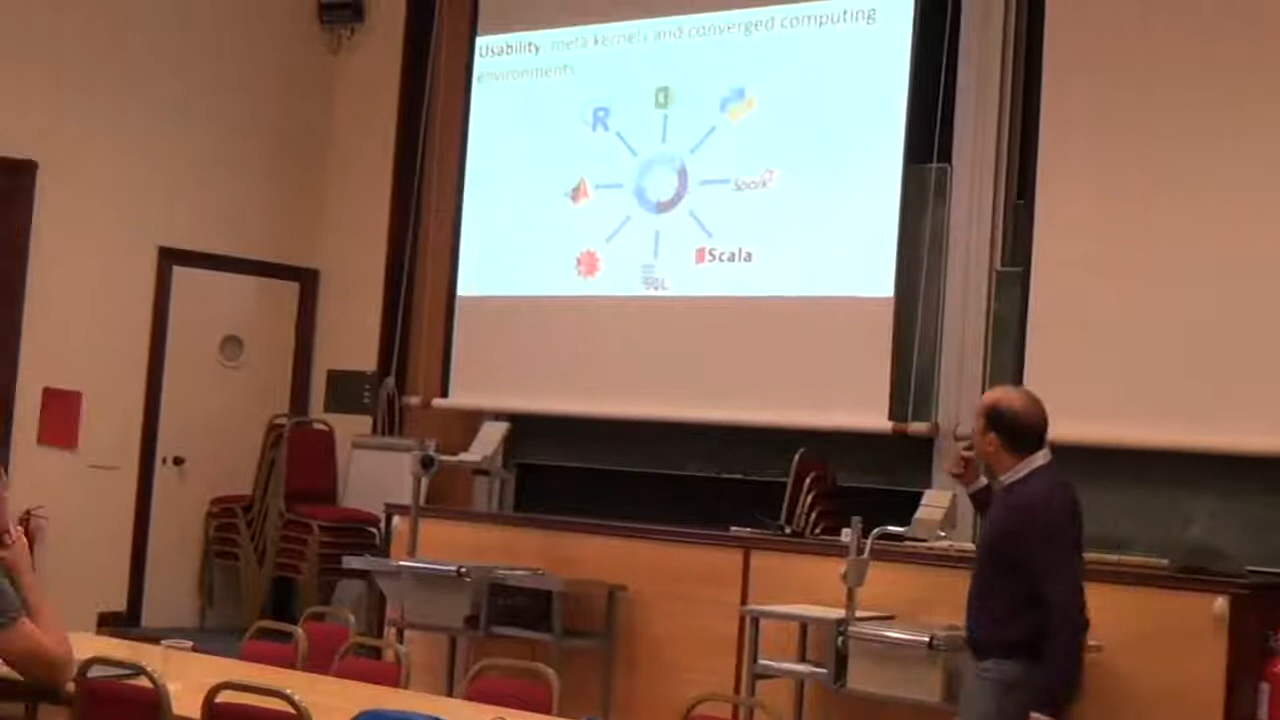 Usability: meta kernels and converged computing
environments
R
Spark
Scala
SQL